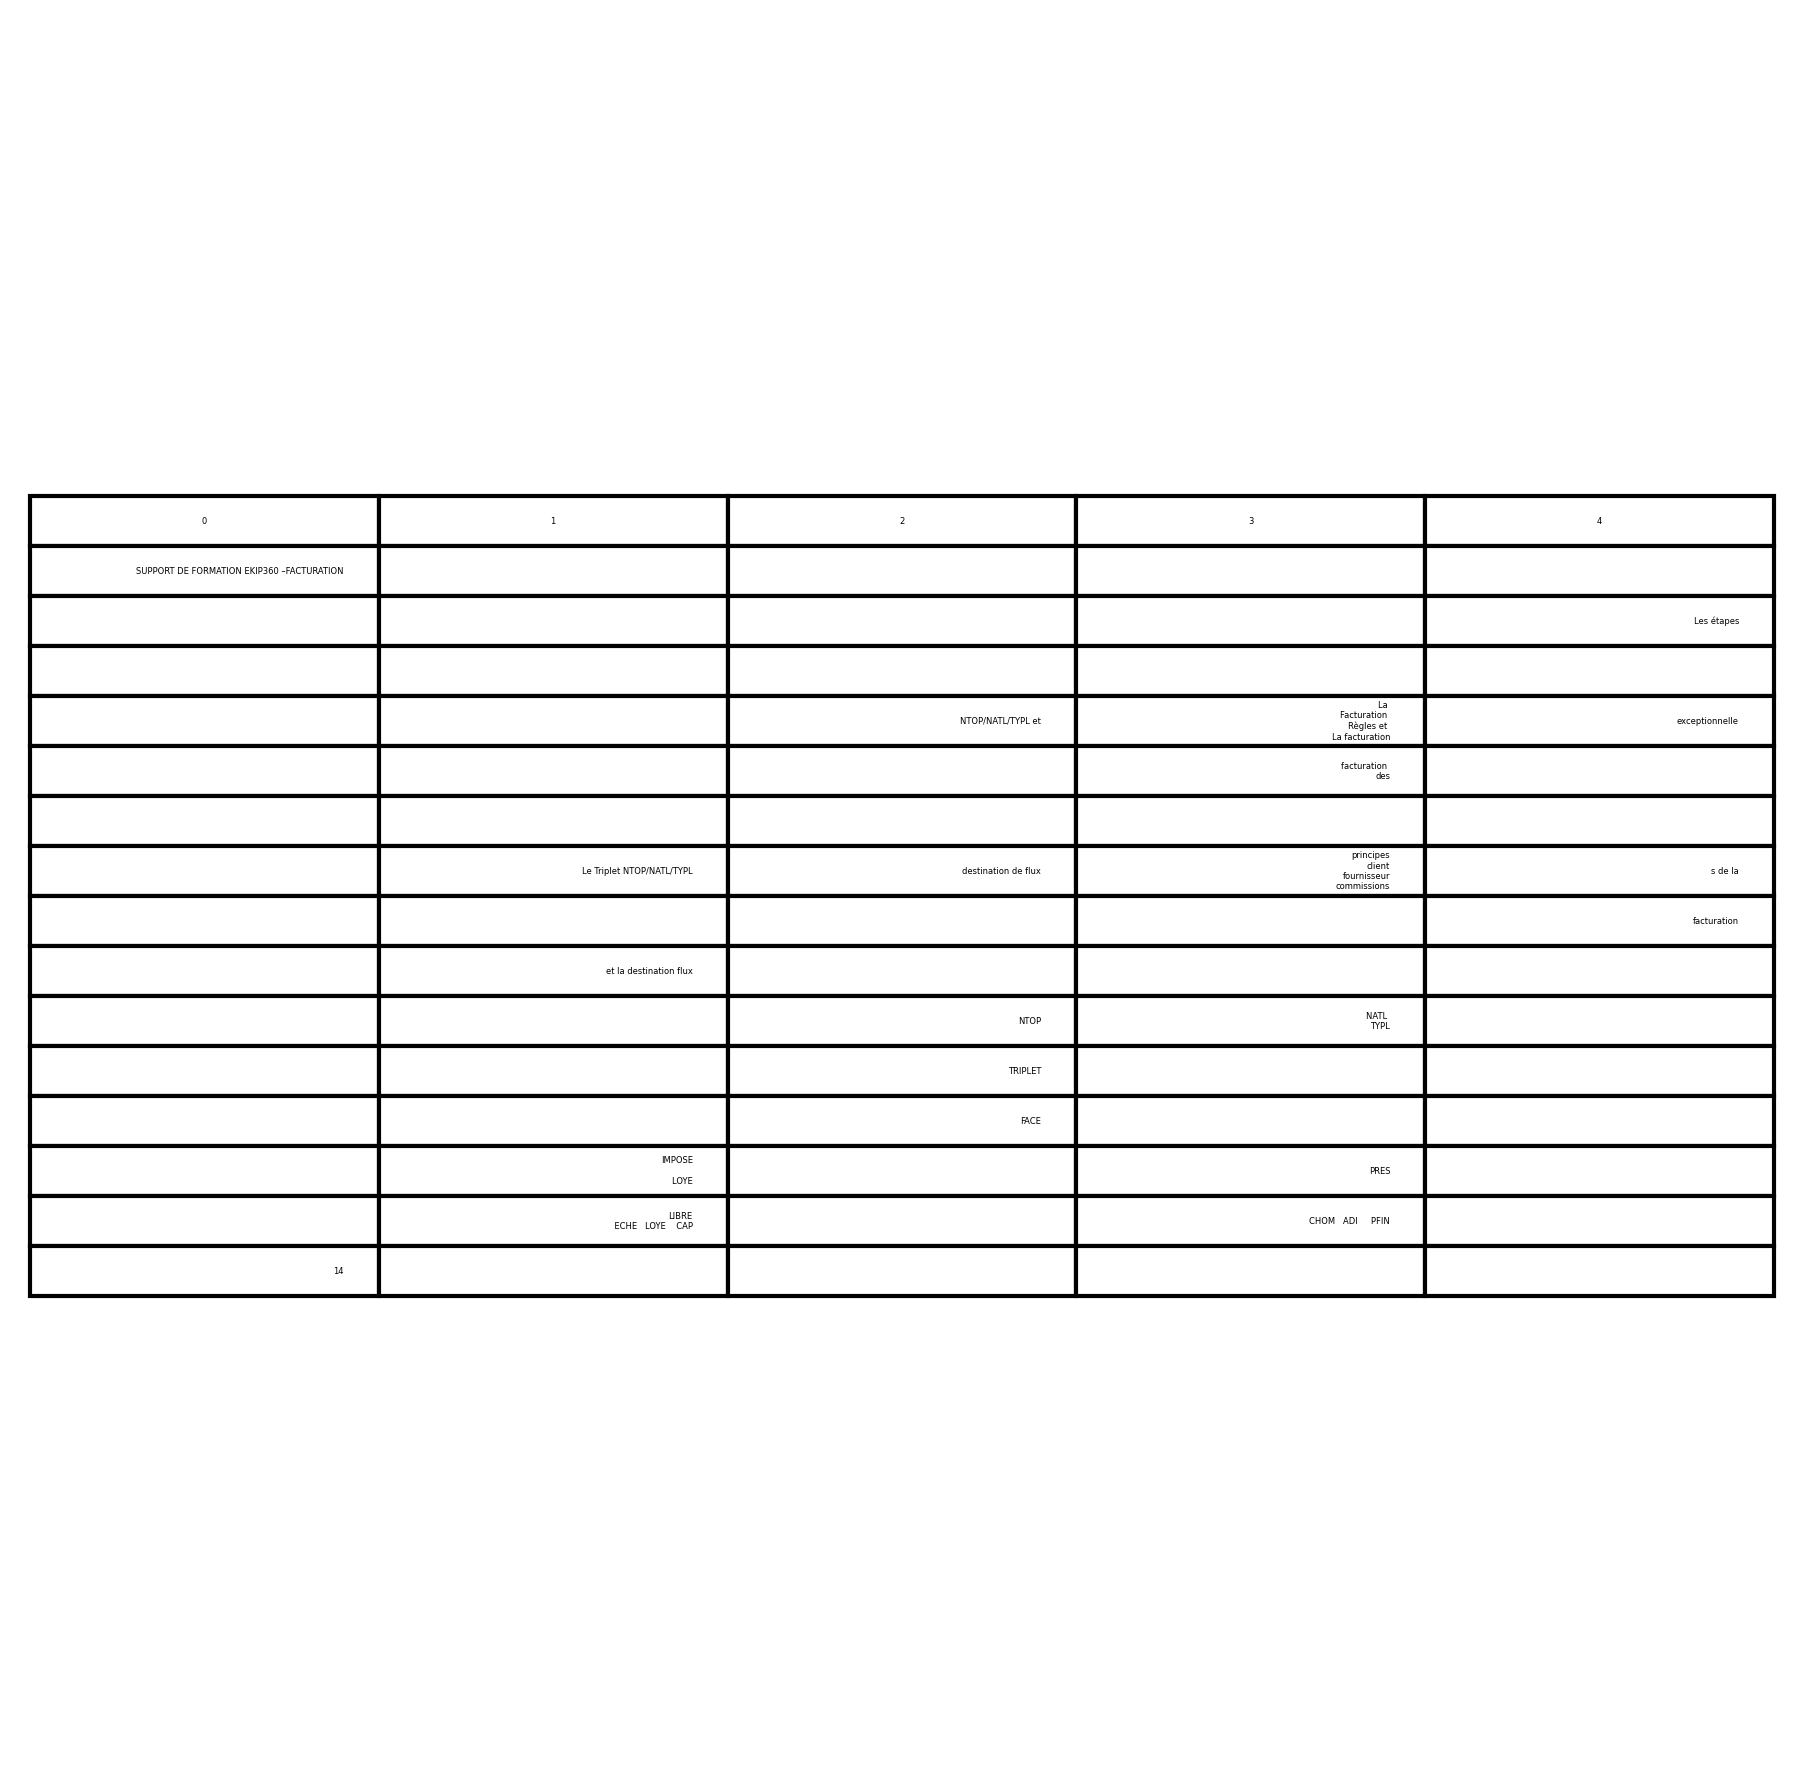 0 1 2 3 4
SUPPORT DE FORMATION EKIP360 –FACTURATION
Les étapes
NTOP/NATL/TYPL et
La
Facturation
Règles et
La facturation
exceptionnelle
facturation
des
Le Triplet NTOP/NATL/TYPL
destination de flux
principes
client
fournisseur
commissions
s de la
facturation
et la destination flux
NTOP
NATL
TYPL
TRIPLET
FACE
IMPOSE
LOYE
PRES
LIBRE
ECHE LOYE CAP
CHOM ADI PFIN
14